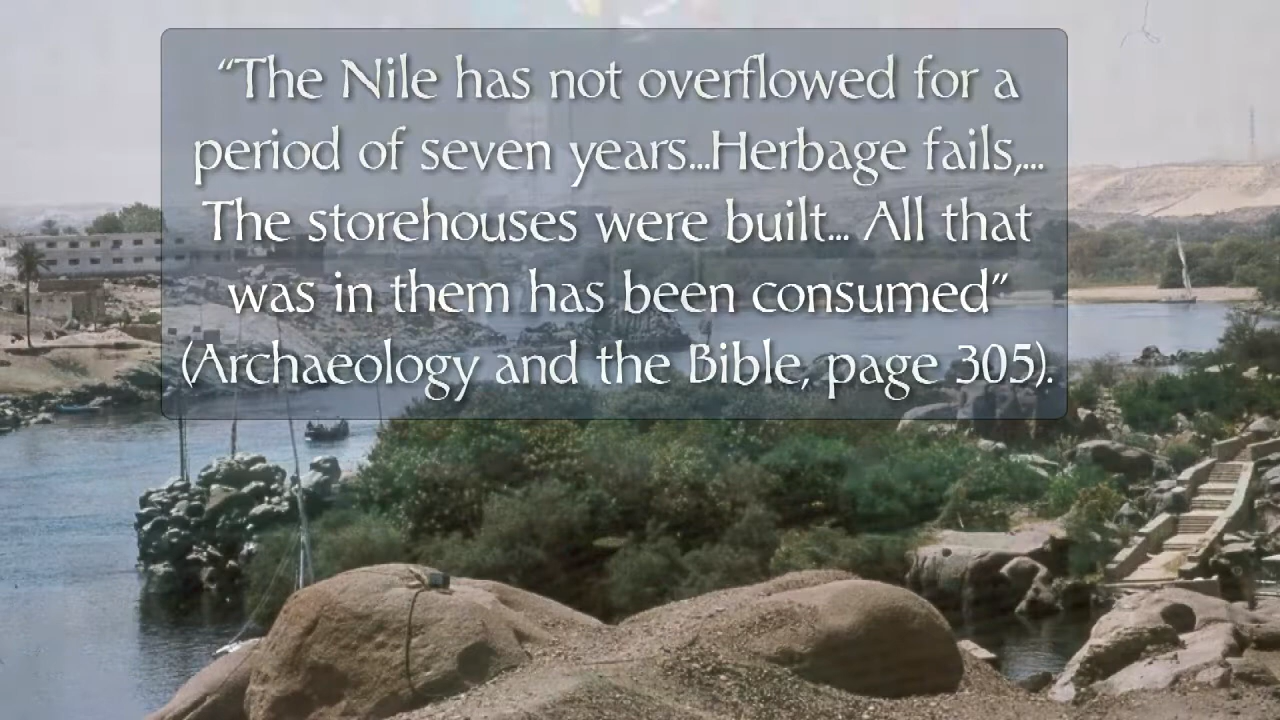 “The Nile has not overflowed for a
period of seven years...Herbage fails,...
The storehouses were built... All that
was in them has been consumed”
(Archaeology and the Bible, page 305).